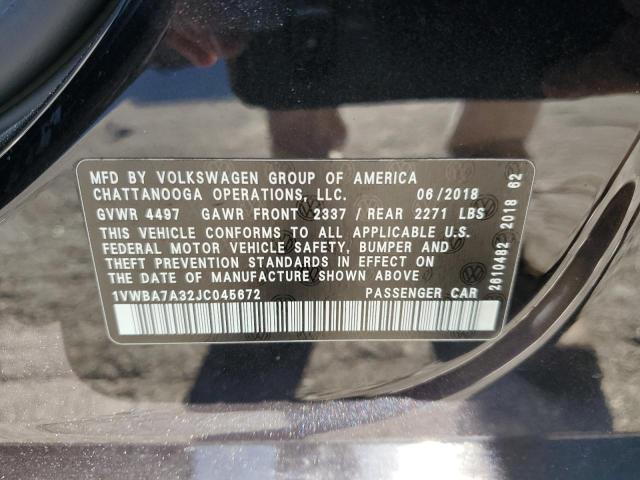 MFD BY VOLKSWAGEN GROUP OF AMERICA
CHATTANOOGA OPERATIONS, LLC. 06/2018
GVWR 4497 GAWR FRONT 2337 / REAR 2271 LBS
THIS VEHICLE CONFORMS TO ALL APPLICABLE U.S.
FEDERAL MOTOR VEHICLE SAFETY, BUMPER AND
THEFT PREVENTION STANDARDS IN EFFECT ON
THE DATE OF MANUFACTURE SHOWN ABOVE
1VWBA7A32JC045672 PASSENGER CAR
2610482 2018 62